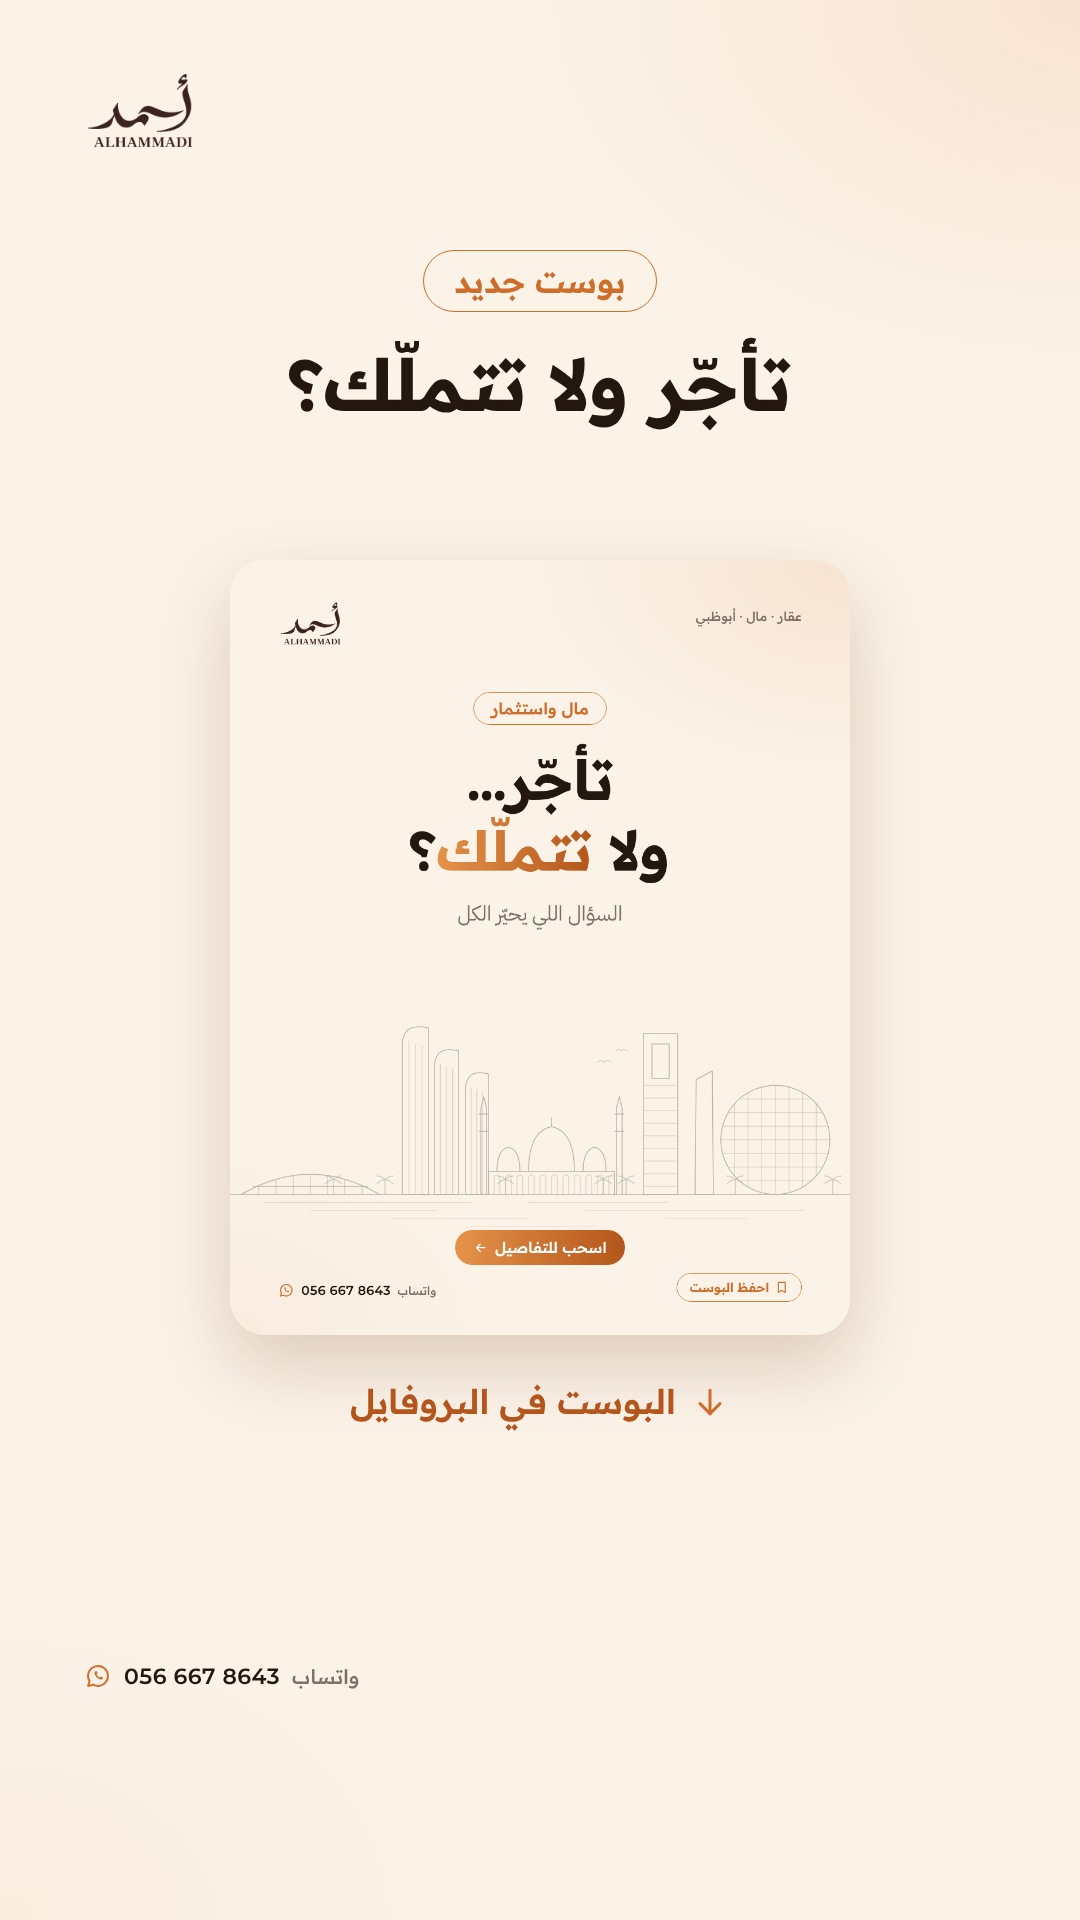 أحمد
ALHAMMADI
بوست جديد
تأجّر ولا تتملّك؟
أحمد
ALHAMMADI
عقار · مال · أبوظبي
مال واستثمار
تأجّر...
ولا تتملّك؟
السؤال اللي يحيّر الكل
اسحب للتفاصيل ←
احفظ البوست
واتساب 056 667 8643
↓ البوست في البروفايل
واتساب 056 667 8643